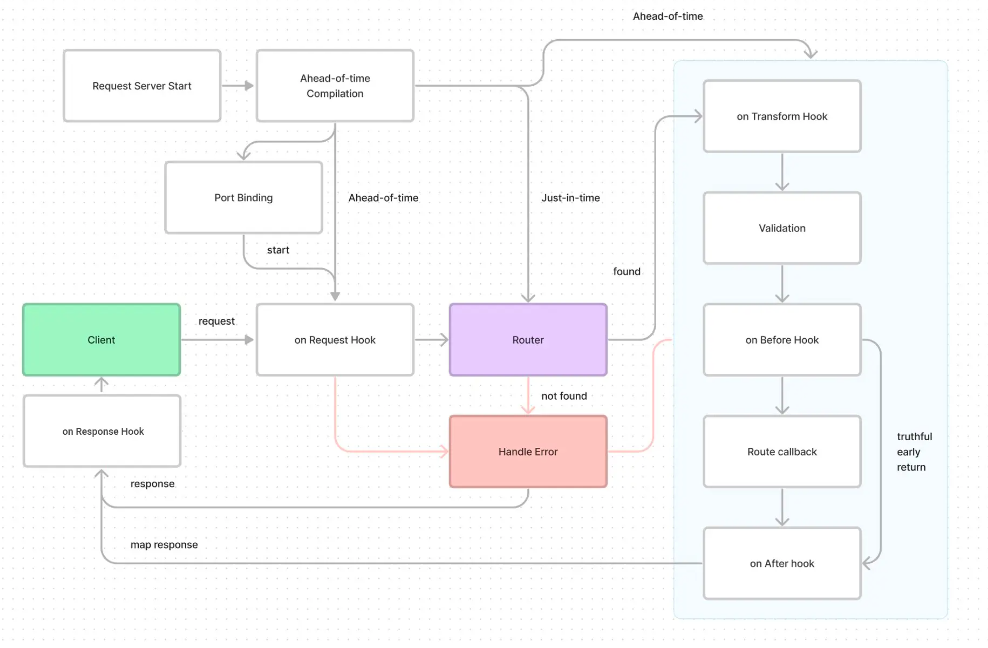 Ahead-of-time
Request Server Start
Ahead-of-time
Compilation
on Transform Hook
Port Binding
Ahead-of-time
Just-in-time
Validation
start
found
request
Client
on Request Hook
Router
on Before Hook
not found
on Response Hook
Handle Error
Route callback
truthful
early
return
response
map response
on After hook